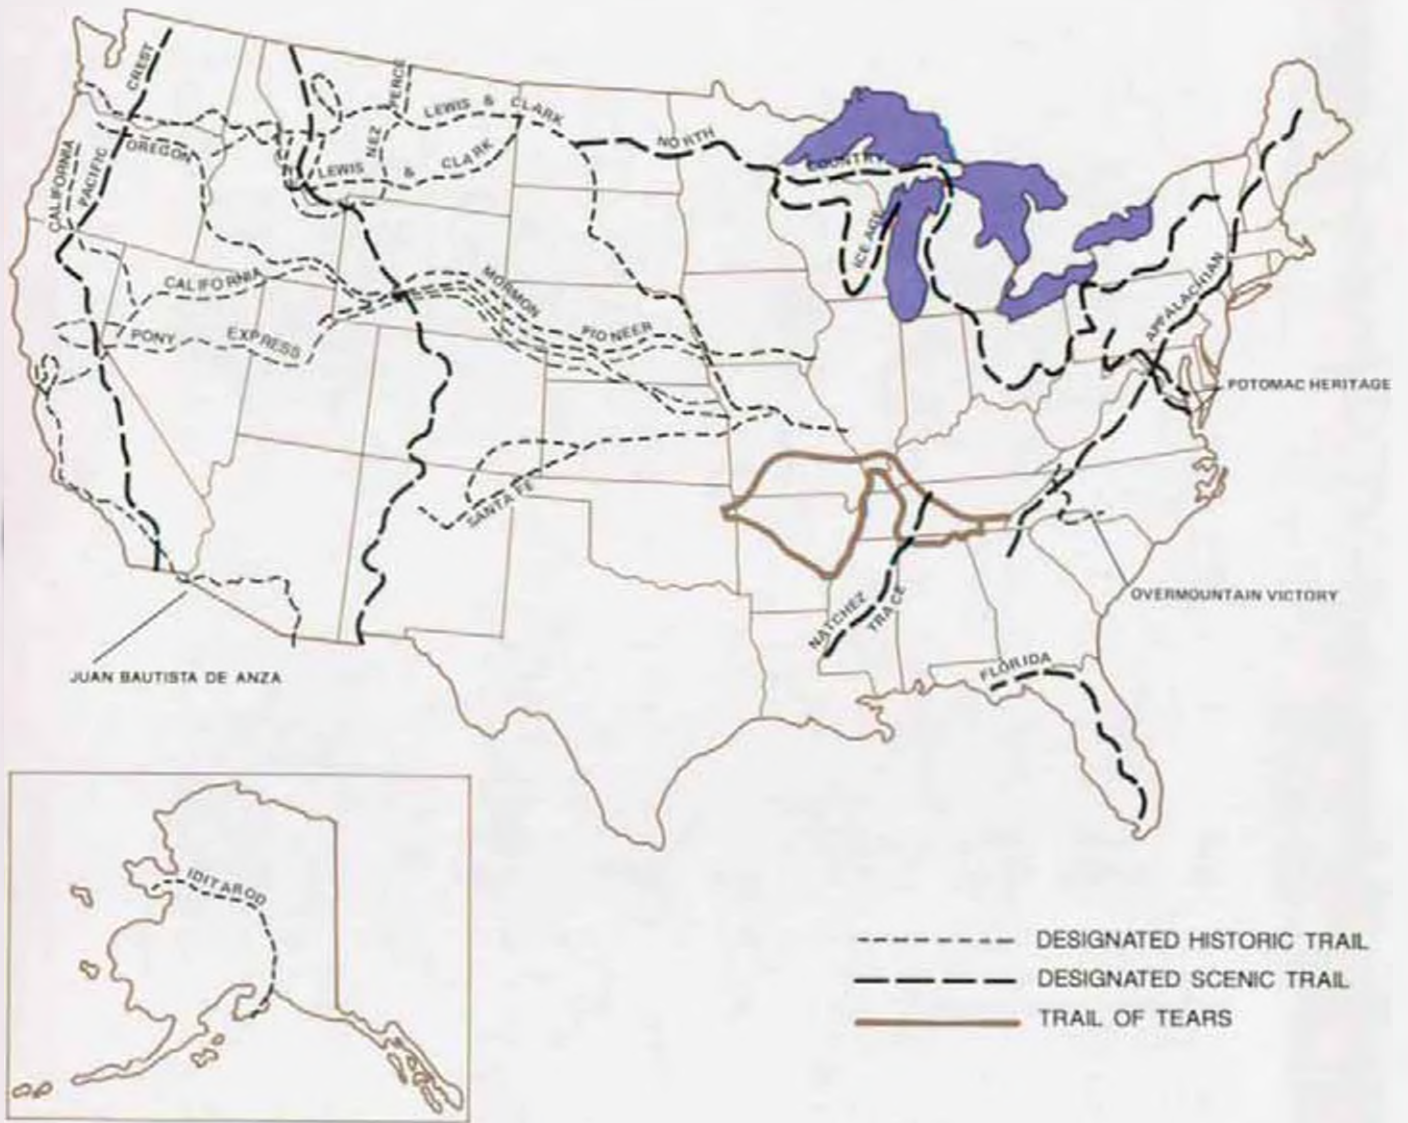 CREST
PACIFIC
CALIFORNIA
OREGON
NEZ PERCE
LEWIS & CLARK
LEWIS & CLARK
NORTH
COUNTRY
ICE AGE
CALIFORNIA
PONY EXPRESS
MORMON
PIONEER
SANTA FE
APPALACHIAN
POTOMAC HERITAGE
OVERMOUNTAIN VICTORY
NATCHEZ
TRACE
FLORIDA
JUAN BAUTISTA DE ANZA
IDITAROD
DESIGNATED HISTORIC TRAIL
DESIGNATED SCENIC TRAIL
TRAIL OF TEARS